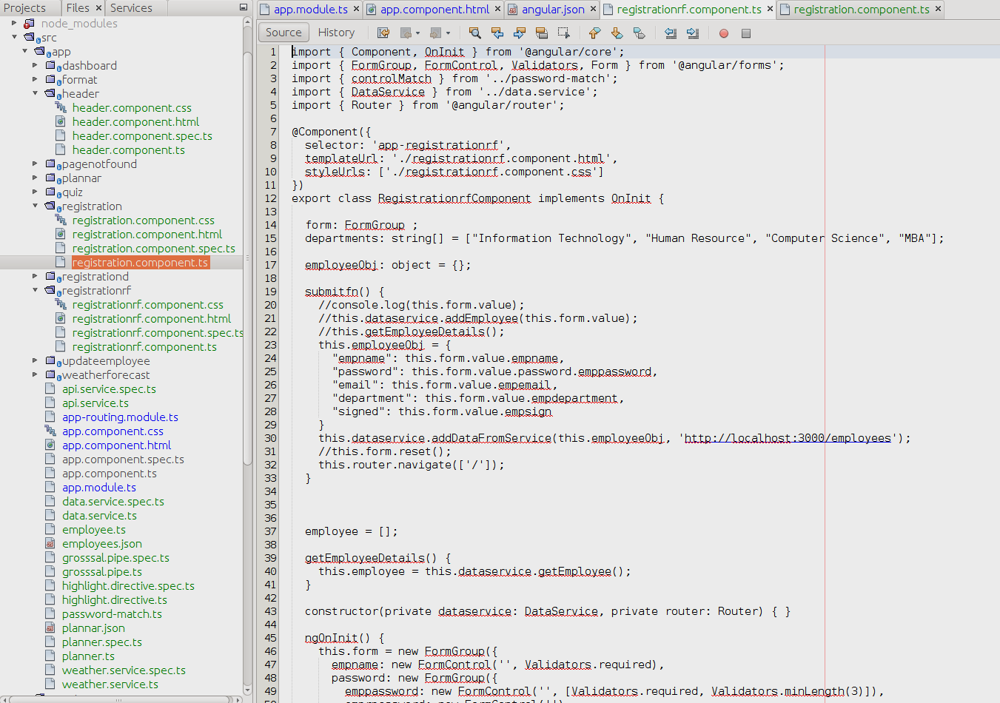 Projects
Files
Services
node_modules
src
app
dashboard
format
header
header.component.css
header.component.html
header.component.spec.ts
header.component.ts
pagenotfound
plannar
quiz
registration
registration.component.css
registration.component.html
registration.component.spec.ts
registration.component.ts
registrationd
registrationrf
registrationrf.component.css
registrationrf.component.html
registrationrf.component.spec.ts
registrationrf.component.ts
updateemployee
weatherforecast
api.service.spec.ts
api.service.ts
app-routing.module.ts
app.component.css
app.component.html
app.component.spec.ts
app.component.ts
app.module.ts
data.service.spec.ts
data.service.ts
employee.ts
employees.json
grosssal.pipe.spec.ts
grosssal.pipe.ts
highlight.directive.spec.ts
highlight.directive.ts
password-match.ts
plannar.json
planner.spec.ts
planner.ts
weather.service.spec.ts
weather.service.ts
app.module.ts
app.component.html
angular.json
registrationrf.component.ts
registration.component.ts
Source History
1 import { Component, OnInit } from '@angular/core';
2 import { FormGroup, FormControl, Validators, Form } from '@angular/forms';
3 import { controlMatch } from '../password-match';
4 import { DataService } from '../data.service';
5 import { Router } from '@angular/router';
6
7 @Component({
8   selector: 'app-registrationrf',
9   templateUrl: './registrationrf.component.html',
10   styleUrls: ['./registrationrf.component.css']
11 })
12 export class RegistrationrfComponent implements OnInit {
13
14   form: FormGroup ;
15   departments: string[] = ["Information Technology", "Human Resource", "Computer Science", "MBA"];
16
17   employeeObj: object = {};
18
19   submitfn() {
20     //console.log(this.form.value);
21     //this.dataservice.addEmployee(this.form.value);
22     //this.getEmployeeDetails();
23     this.employeeObj = {
24       "empname": this.form.value.empname,
25       "password": this.form.value.password.emppassword,
26       "email": this.form.value.empemail,
27       "department": this.form.value.empdepartment,
28       "signed": this.form.value.empsign
29     }
30     this.dataservice.addDataFromService(this.employeeObj, 'http://localhost:3000/employees');
31     //this.form.reset();
32     this.router.navigate(['/']);
33   }
34
35
36
37   employee = [];
38
39   getEmployeeDetails() {
40     this.employee = this.dataservice.getEmployee();
41   }
42
43   constructor(private dataservice: DataService, private router: Router) { }
44
45   ngOnInit() {
46     this.form = new FormGroup({
47       empname: new FormControl('', Validators.required),
48       password: new FormGroup({
49         emppassword: new FormControl('', [Validators.required, Validators.minLength(3)]),